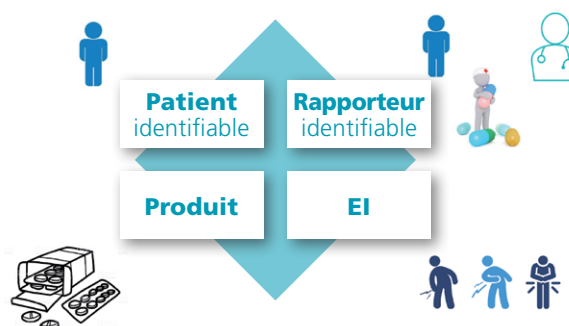 Patient
identifiable
Rapporteur
identifiable
Produit
EI